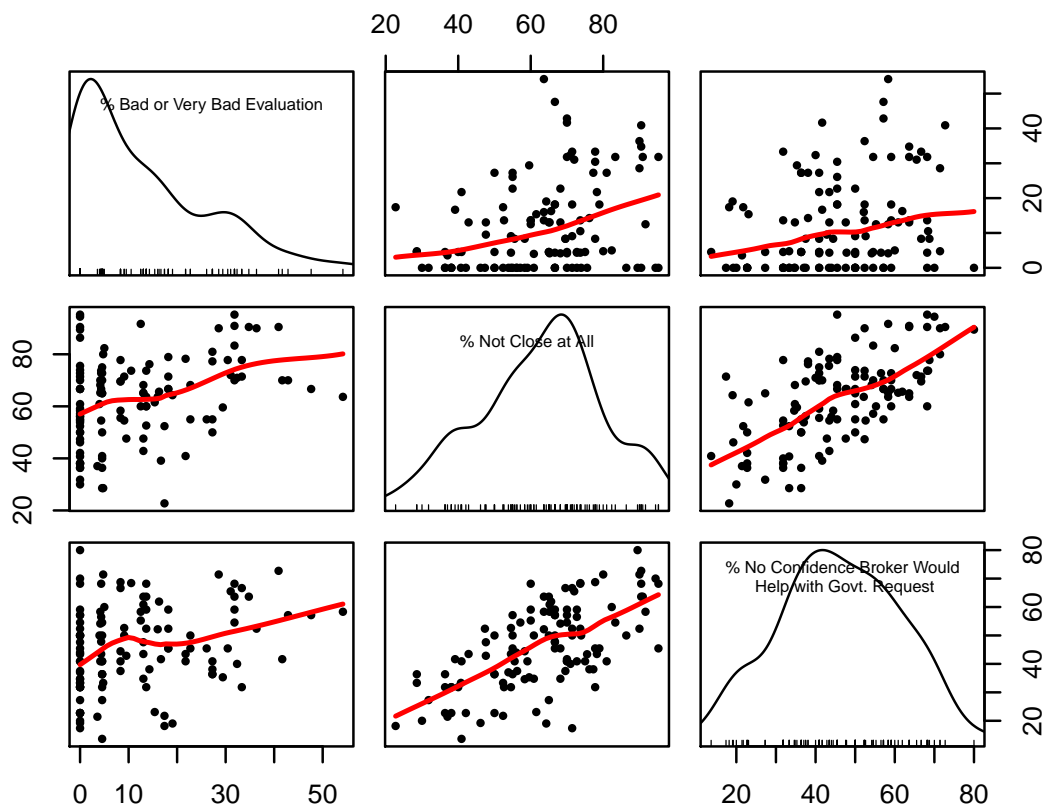 20 40 60 80
% Bad or Very Bad Evaluation
0 20 40
% Not Close at All
20 40 60 80
% No Confidence Broker Would
Help with Govt. Request
20 40 60 80
0 10 30 50
20 40 60 80